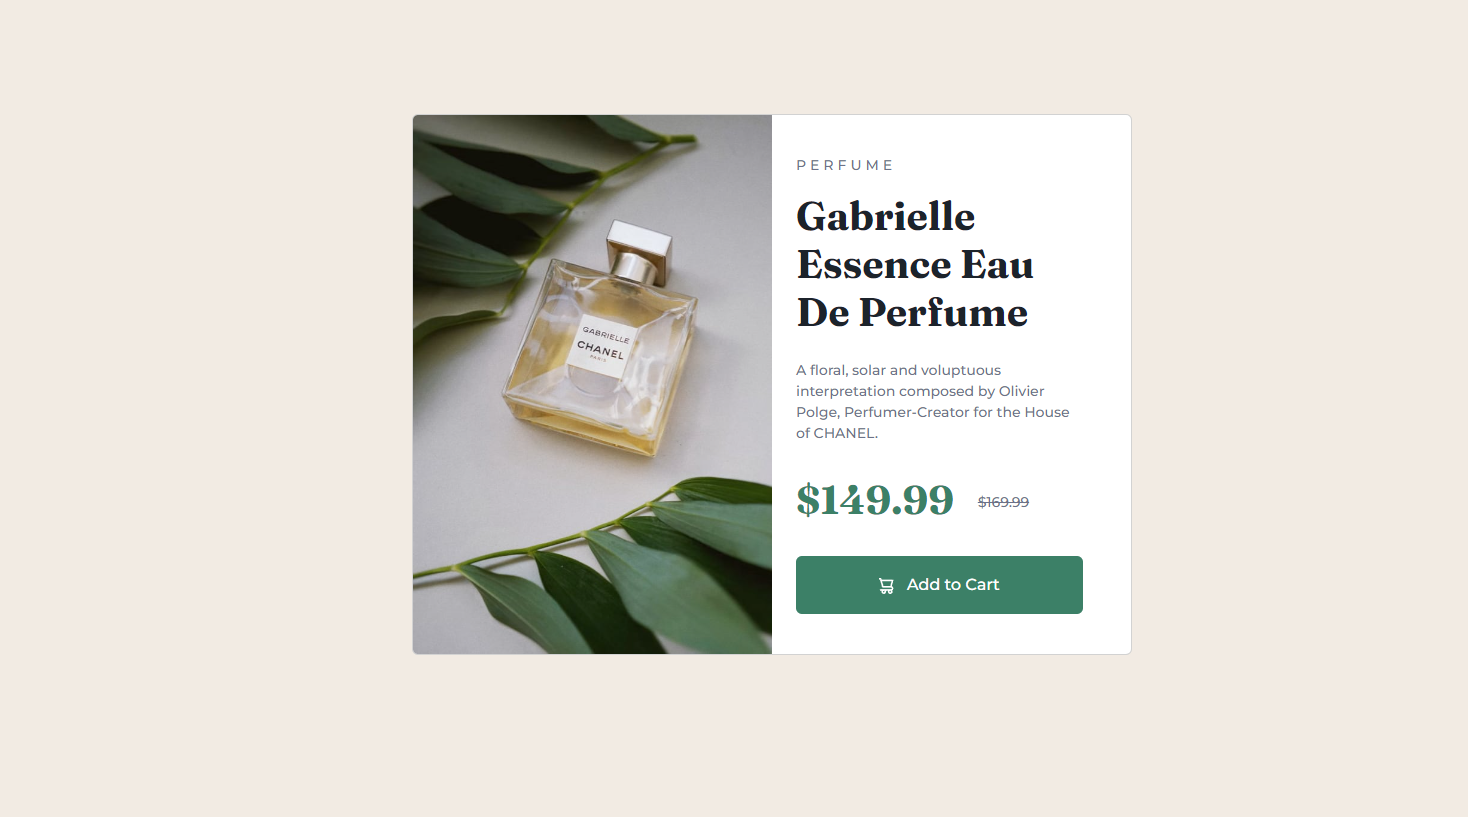 GABRIELLE
CHANEL
PARIS
PERFUME
Gabrielle
Essence Eau
De Perfume
A floral, solar and voluptuous
interpretation composed by Olivier
Polge, Perfumer-Creator for the House
of CHANEL.
$149.99 $169.99
Add to Cart